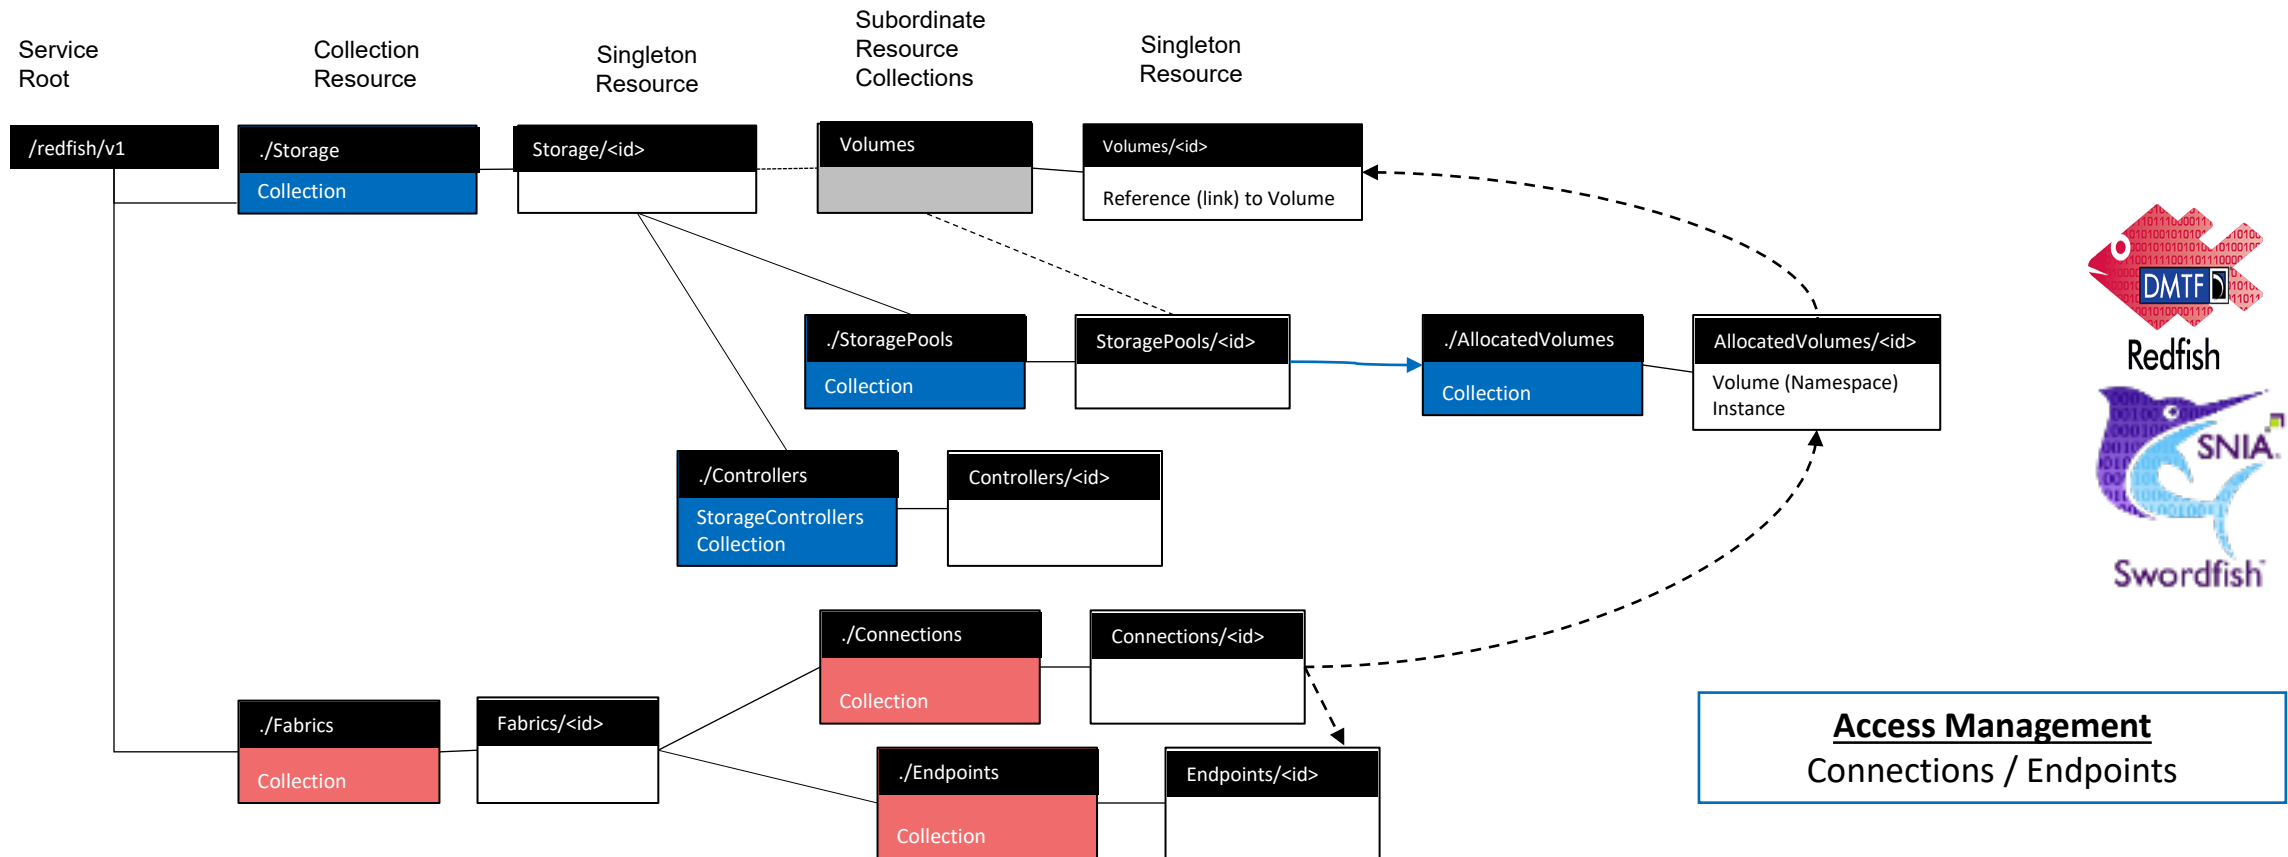 Service
Root
Collection
Resource
Singleton
Resource
Subordinate
Resource
Collections
Singleton
Resource
/redfish/v1
./Storage
Collection
Storage/<id>
Volumes
Volumes/<id>
Reference (link) to Volume
./StoragePools
Collection
StoragePools/<id>
./AllocatedVolumes
Collection
AllocatedVolumes/<id>
Volume (Namespace)
Instance
./Controllers
StorageControllers
Collection
Controllers/<id>
./Connections
Collection
Connections/<id>
./Fabrics
Collection
Fabrics/<id>
./Endpoints
Collection
Endpoints/<id>
DMTF
Redfish
SNIA
Swordfish
Access Management
Connections / Endpoints